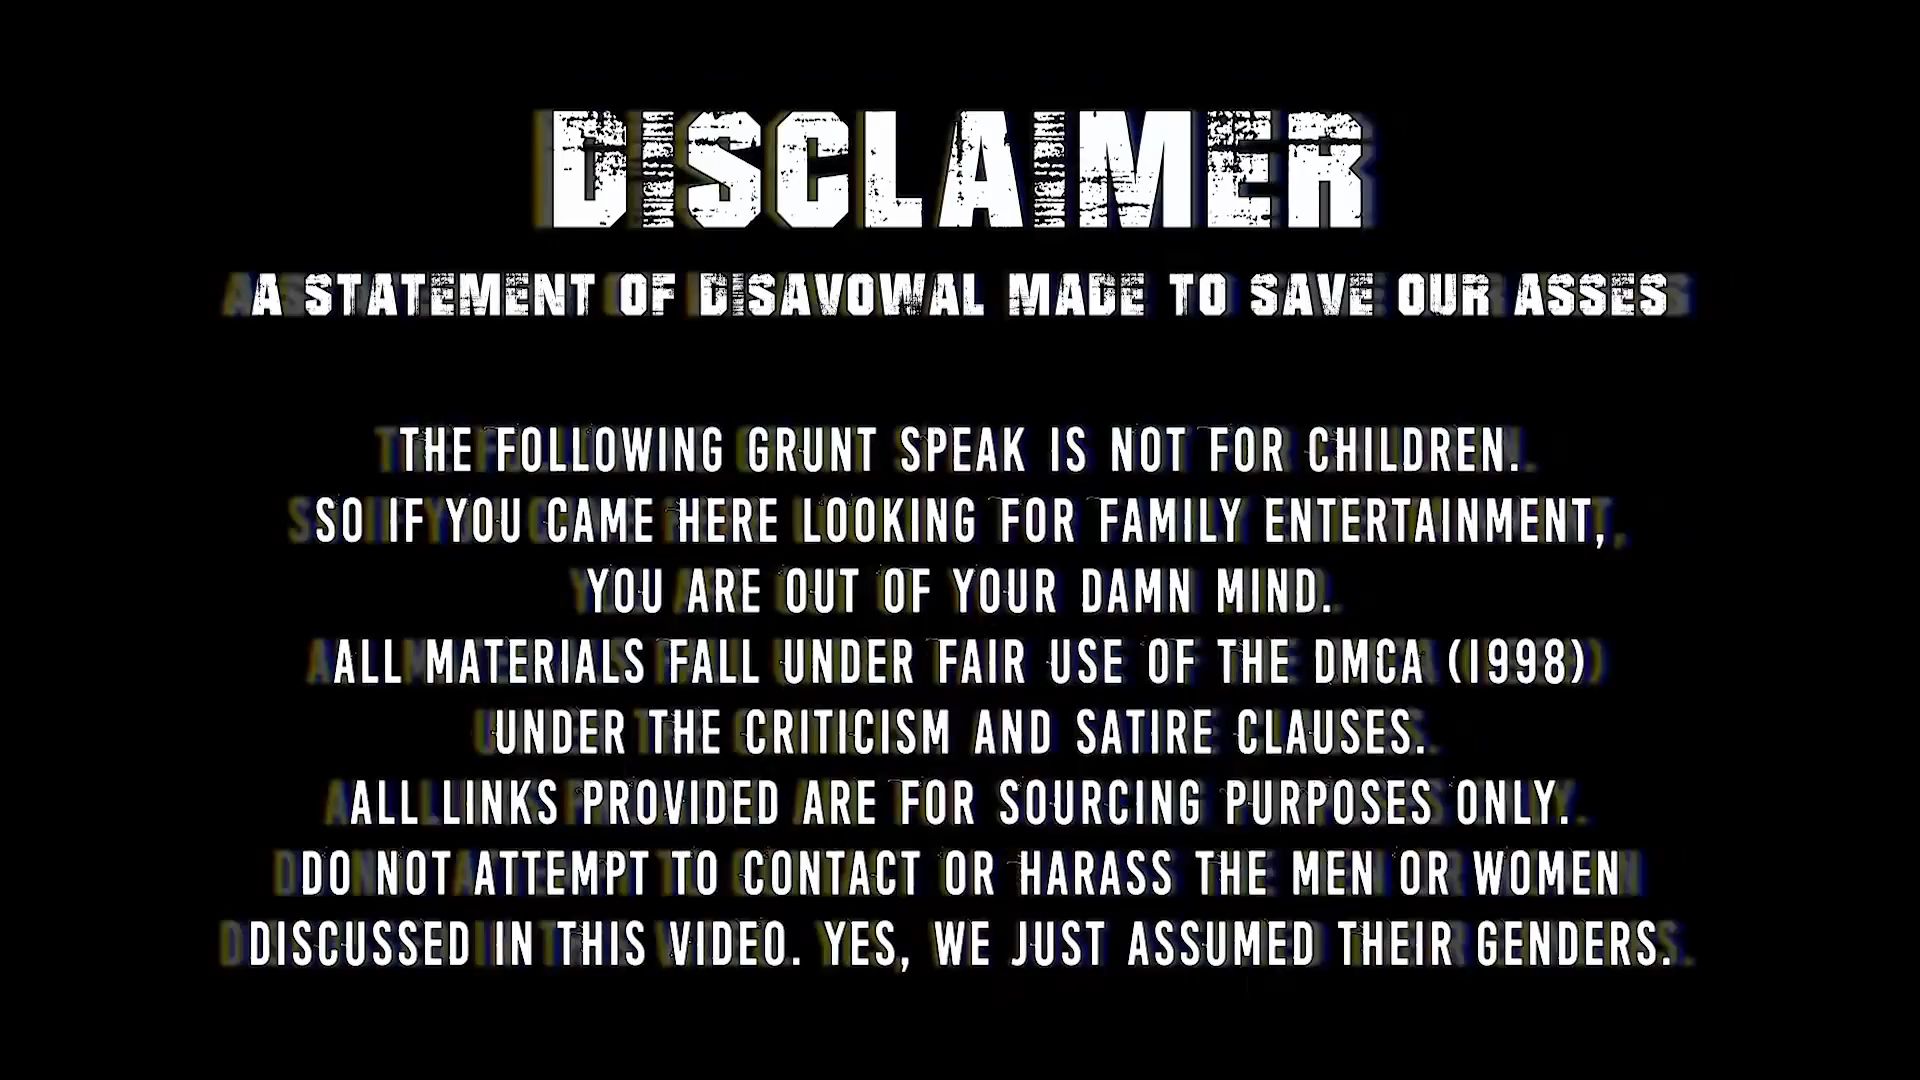 DISCLAIMER
A STATEMENT OF DISAVOWAL MADE TO SAVE OUR ASSES
THE FOLLOWING GRUNT SPEAK IS NOT FOR CHILDREN.
SO IF YOU CAME HERE LOOKING FOR FAMILY ENTERTAINMENT,
YOU ARE OUT OF YOUR DAMN MIND.
ALL MATERIALS FALL UNDER FAIR USE OF THE DMCA (1998)
UNDER THE CRITICISM AND SATIRE CLAUSES.
ALL LINKS PROVIDED ARE FOR SOURCING PURPOSES ONLY.
DO NOT ATTEMPT TO CONTACT OR HARASS THE MEN OR WOMEN
DISCUSSED IN THIS VIDEO. YES, WE JUST ASSUMED THEIR GENDERS.